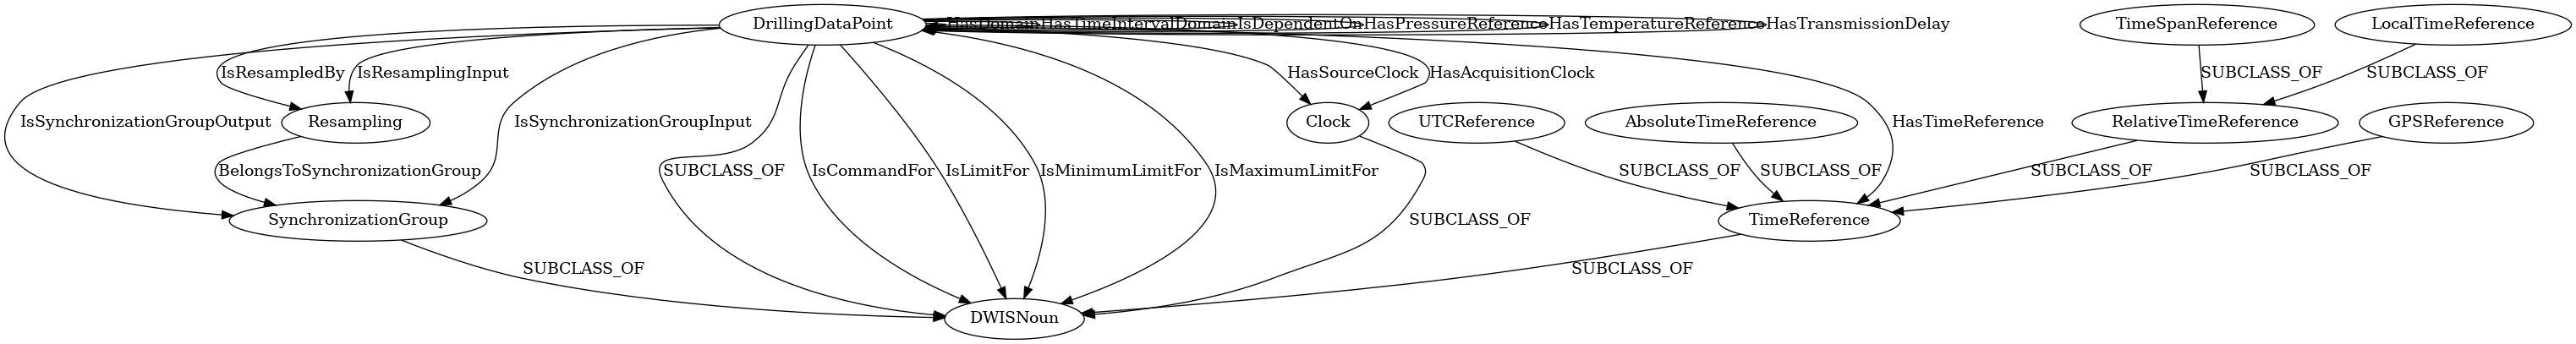 DrillingDataPoint
HasDomain
HasTimeIntervalDomain
IsDependentOn
HasPressureReference
HasTemperatureReference
HasTransmissionDelay
TimeSpanReference
LocalTimeReference
IsResampledBy
IsResamplingInput
HasSourceClock
HasAcquisitionClock
SUBCLASS_OF
SUBCLASS_OF
IsSynchronizationGroupOutput
Resampling
IsSynchronizationGroupInput
Clock
UTCReference
AbsoluteTimeReference
HasTimeReference
RelativeTimeReference
GPSReference
BelongsToSynchronizationGroup
SUBCLASS_OF
IsCommandFor
IsLimitFor
IsMinimumLimitFor
IsMaximumLimitFor
SUBCLASS_OF
SUBCLASS_OF
SUBCLASS_OF
SUBCLASS_OF
SynchronizationGroup
SUBCLASS_OF
TimeReference
SUBCLASS_OF
SUBCLASS_OF
DWISNoun